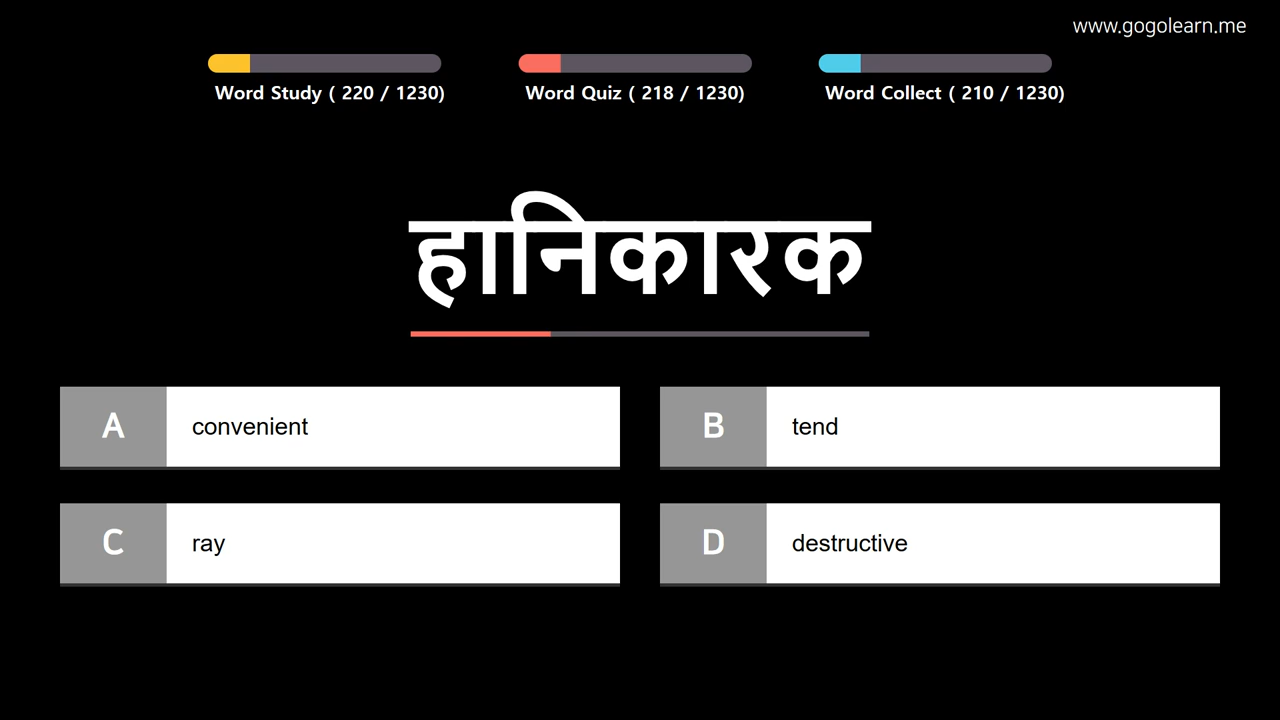 www.gogolearn.me
Word Study ( 220 / 1230)
Word Quiz ( 218 / 1230)
Word Collect ( 210 / 1230)
हानिकारक
A convenient
B tend
C ray
D destructive